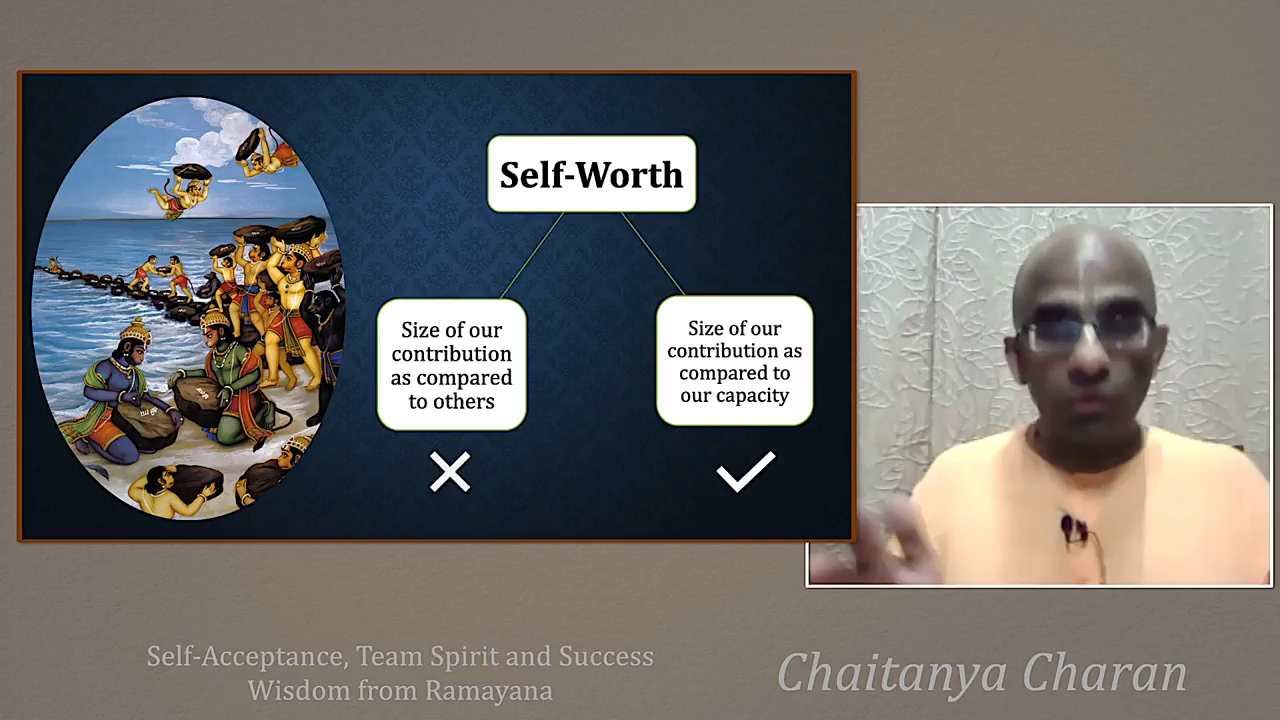 Self-Worth
Size of our
contribution
as compared
to others
Size of our
contribution as
compared to
our capacity
Self-Acceptance, Team Spirit and Success
Wisdom from Ramayana
Chaitanya Charan